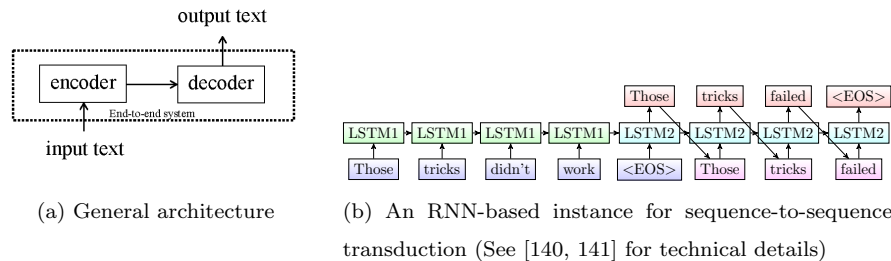 output text
encoder
decoder
End-to-end system
input text
(a) General architecture
Those tricks failed <EOS>
LSTM1 LSTM1 LSTM1 LSTM1 LSTM2 LSTM2 LSTM2 LSTM2
Those tricks didn't work <EOS> Those tricks failed
(b) An RNN-based instance for sequence-to-sequence
transduction (See [140, 141] for technical details)